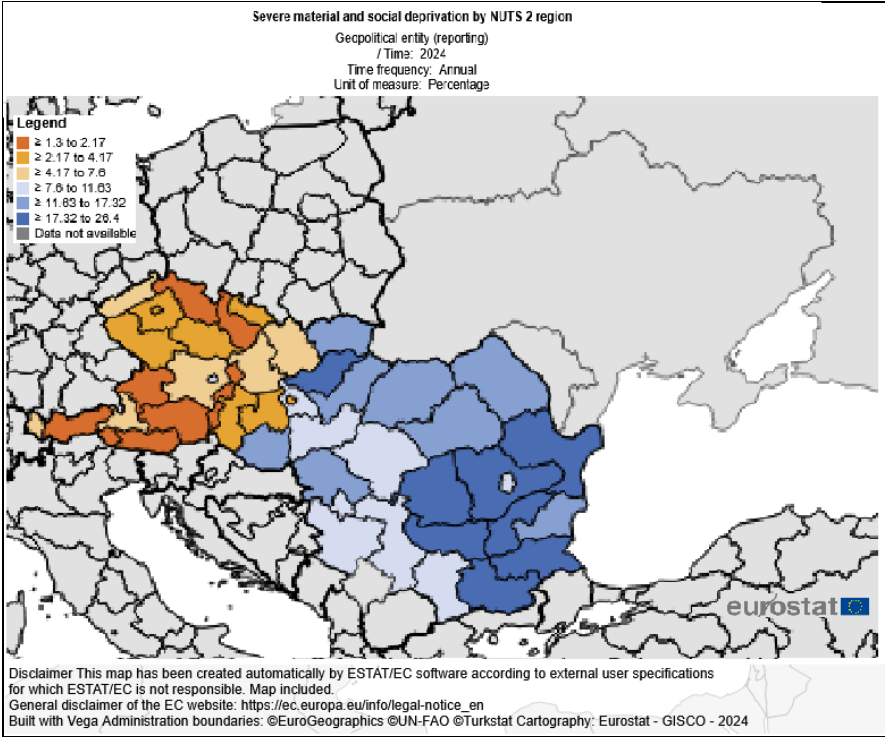 Severe material and social deprivation by NUTS 2 region
Geopolitical entity (reporting)
/ Time: 2024
Time frequency: Annual
Unit of measure: Percentage
Legend
≥ 1.3 to 2.17
≥ 2.17 to 4.17
≥ 4.17 to 7.6
≥ 7.6 to 11.63
≥ 11.63 to 17.32
≥ 17.32 to 26.4
Data not available
eurostat
Disclaimer This map has been created automatically by ESTAT/EC software according to external user specifications
for which ESTAT/EC is not responsible. Map included.
General disclaimer of the EC website: https://ec.europa.eu/info/legal-notice_en
Built with Vega Administration boundaries: ©EuroGeographics ©UN-FAO ©Turkstat Cartography: Eurostat - GISCO - 2024